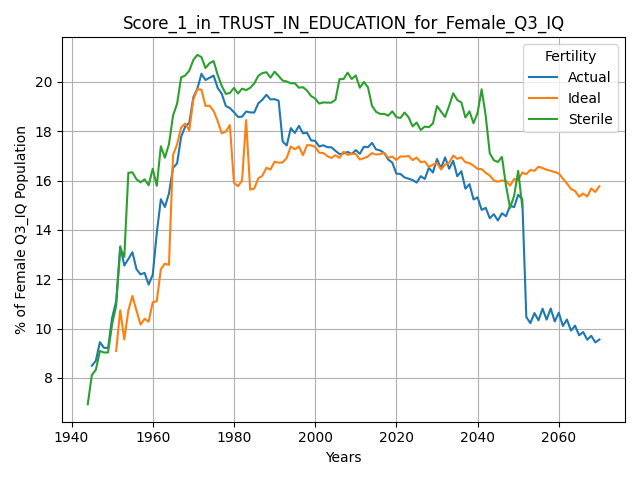 Score_1_in_TRUST_IN_EDUCATION_for_Female_Q3_IQ
Fertility
Actual
Ideal
Sterile
% of Female Q3_IQ Population
20
18
16
14
12
10
8
1940 1960 1980 2000 2020 2040 2060
Years